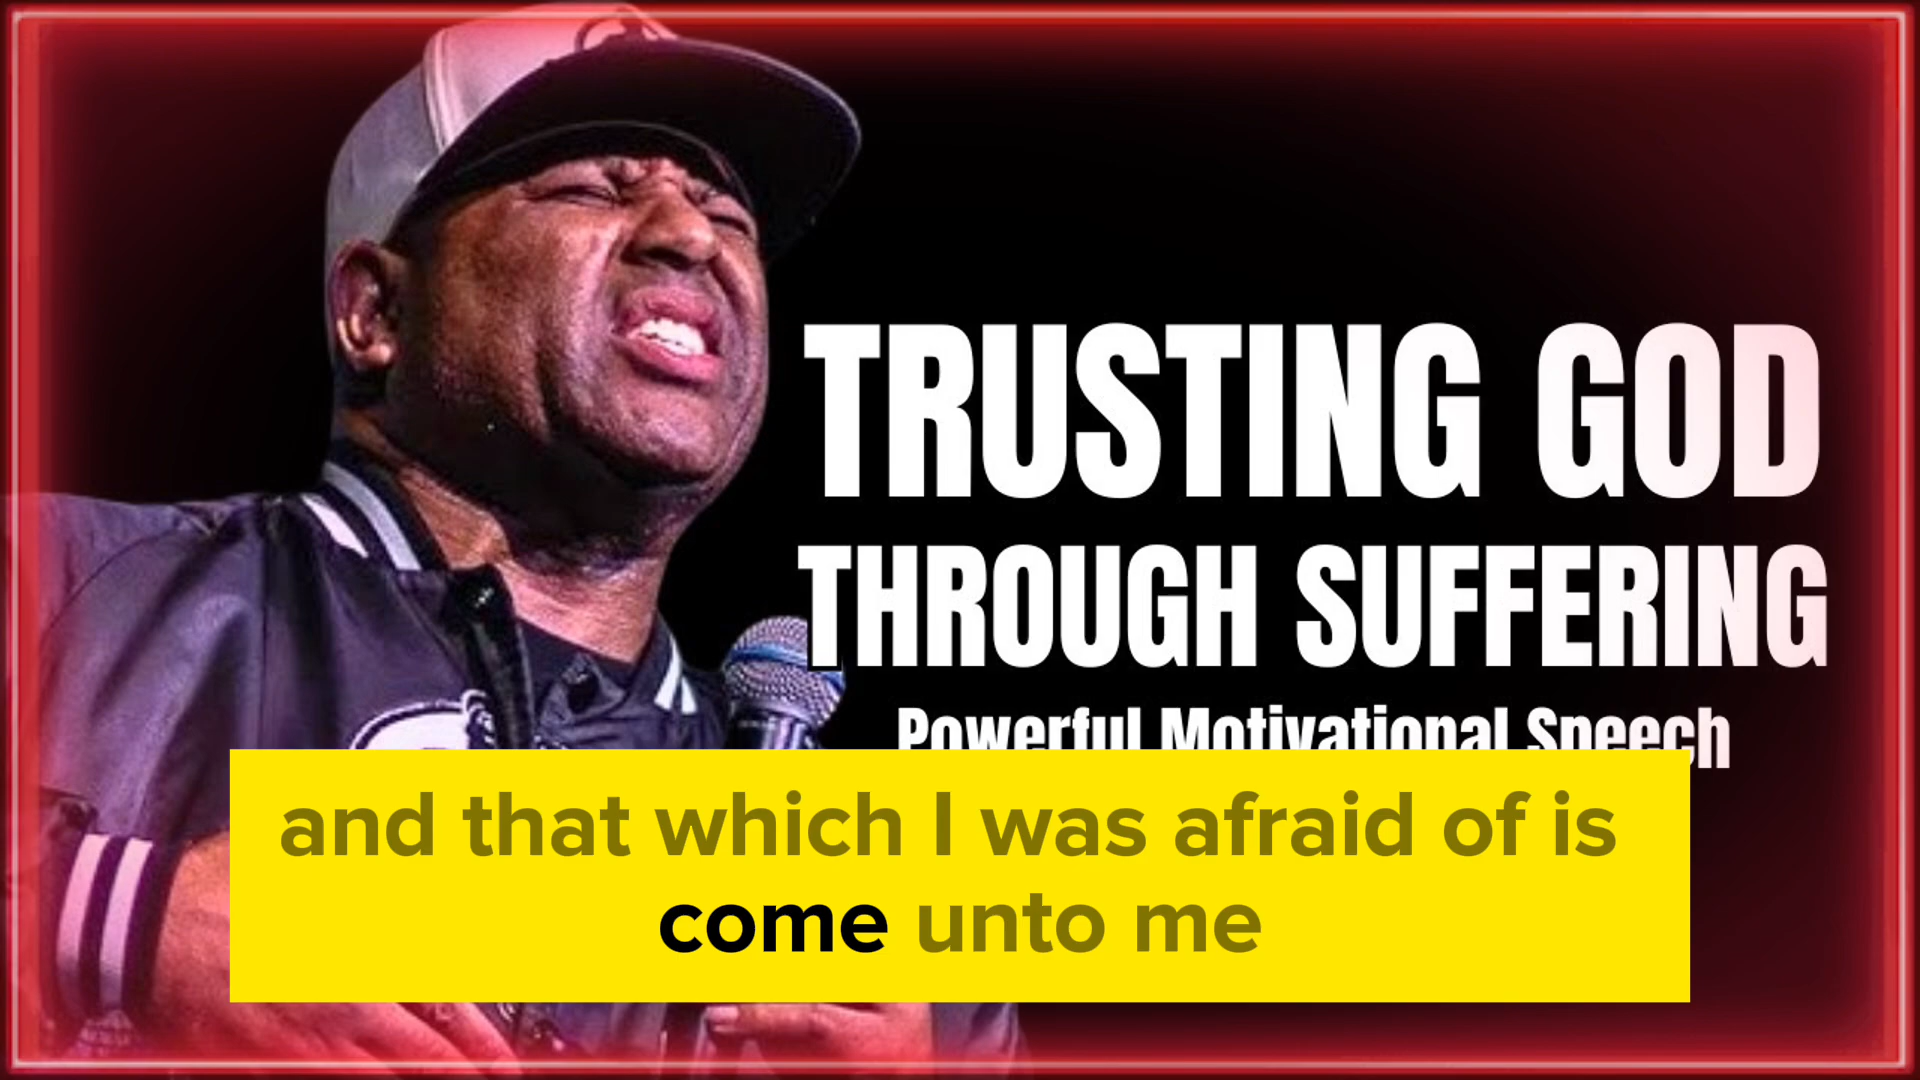 TRUSTING GOD
THROUGH SUFFERING
Powerful Motivational Speech
and that which I was afraid of is
come unto me